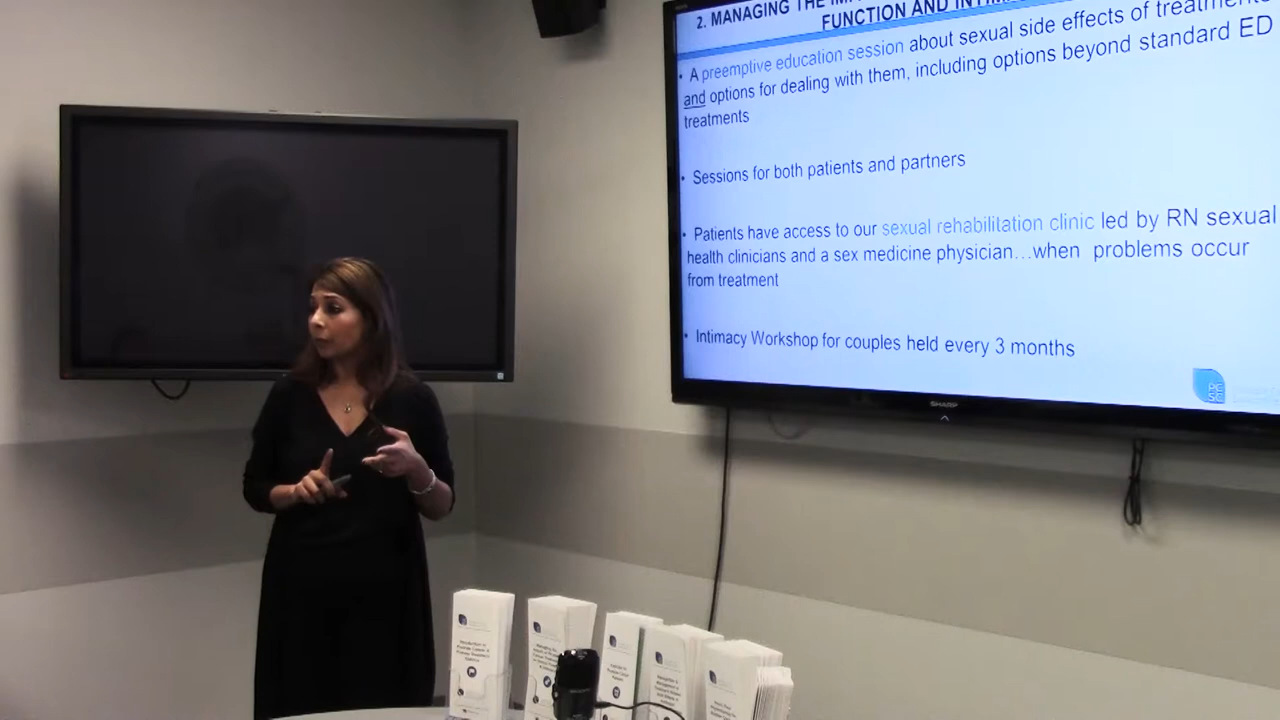 2. MANAGING THE
FUNCTION AND
• A preemptive education session about sexual side effects of treatments
and options for dealing with them, including options beyond standard ED
treatments
• Sessions for both patients and partners
• Patients have access to our sexual rehabilitation clinic led by RN sexual
health clinicians and a sex medicine physician…when problems occur
from treatment
• Intimacy Workshop for couples held every 3 months
PC
SC
SHARP